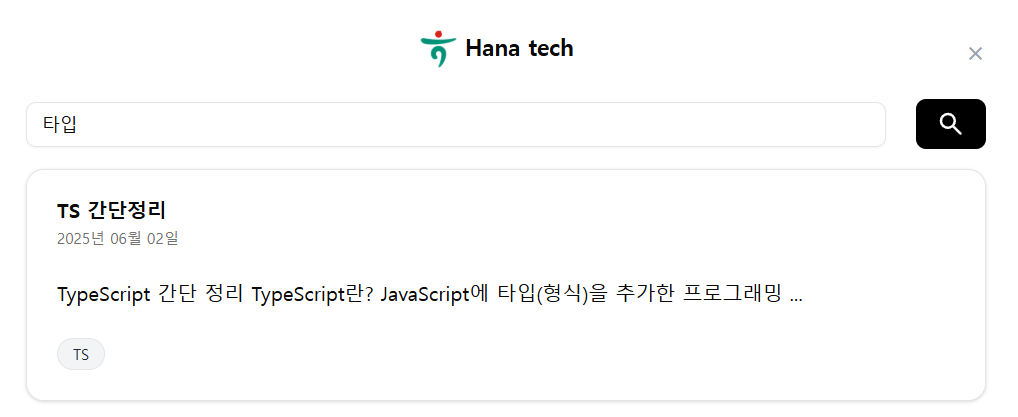 Hana tech
타입
TS 간단정리
2025년 06월 02일
TypeScript 간단 정리 TypeScript란? JavaScript에 타입(형식)을 추가한 프로그래밍 ...
TS